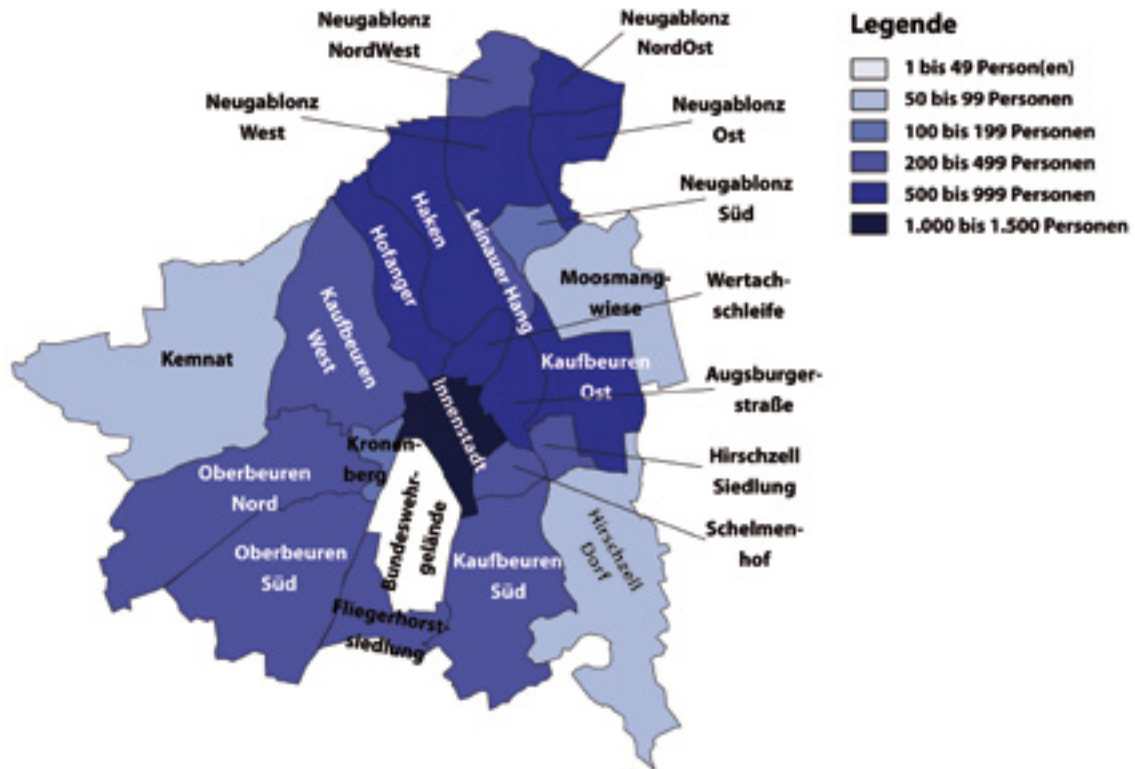 Neugablonz
NordWest
Neugablonz
NordOst
Legende
1 bis 49 Person(en)
50 bis 99 Personen
100 bis 199 Personen
200 bis 499 Personen
500 bis 999 Personen
1.000 bis 1.500 Personen
Neugablonz
West
Neugablonz
Ost
Neugablonz
Süd
Haken
Hofanger
Leinauer Hang
Moosmang-
wiese
Wertach-
schleife
Kaufbeuren
West
Kemnat
Kaufbeuren
Ost
Augsburger-
straße
Innenstadt
Kronen-
berg
Hirschzell
Siedlung
Oberbeuren
Nord
Bundeswehr-
gelände
Schelmen-
hof
Hirschzell
Dorf
Oberbeuren
Süd
Kaufbeuren
Süd
Fliegerhorst-
siedlung